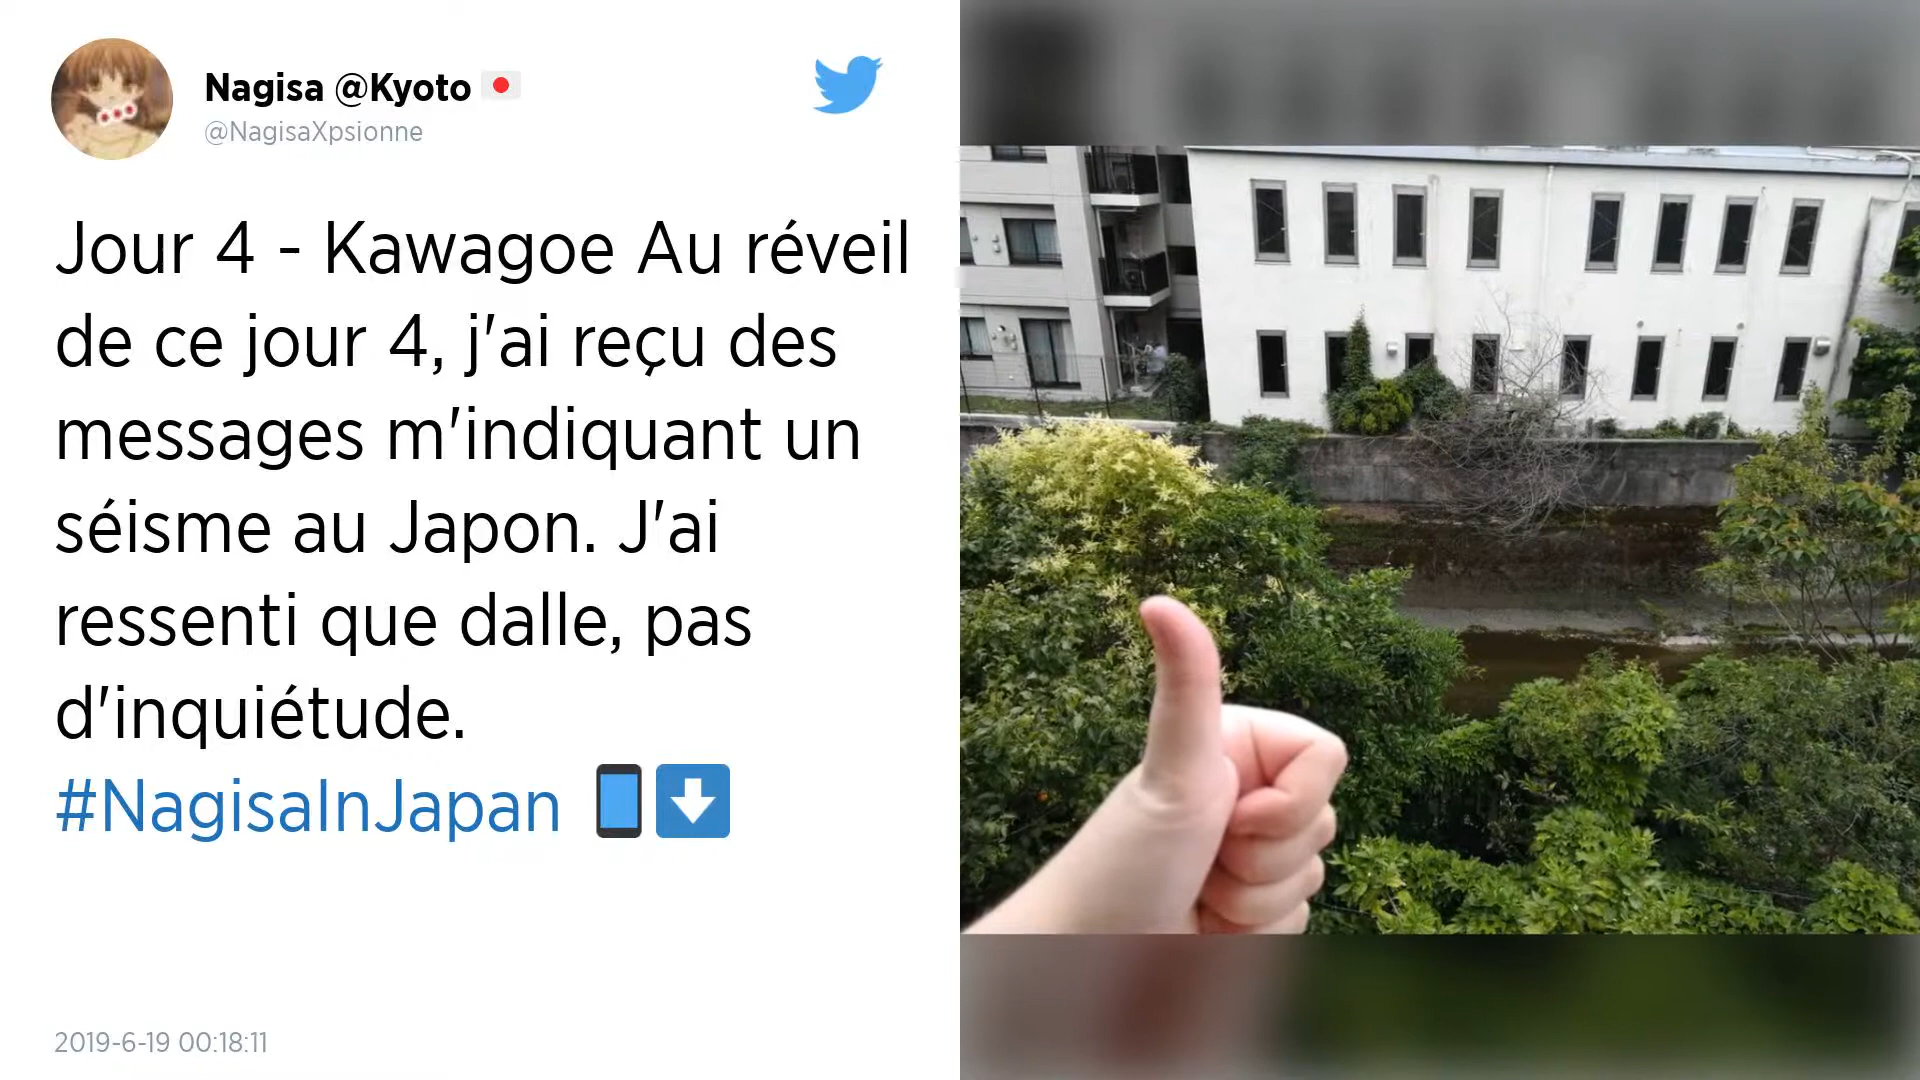 Nagisa @Kyoto 🇯🇵
@NagisaXpsionne
Jour 4 - Kawagoe Au réveil
de ce jour 4, j'ai reçu des
messages m'indiquant un
séisme au Japon. J'ai
ressenti que dalle, pas
d'inquiétude.
#NagisaInJapan 📱⬇️
2019-6-19 00:18:11